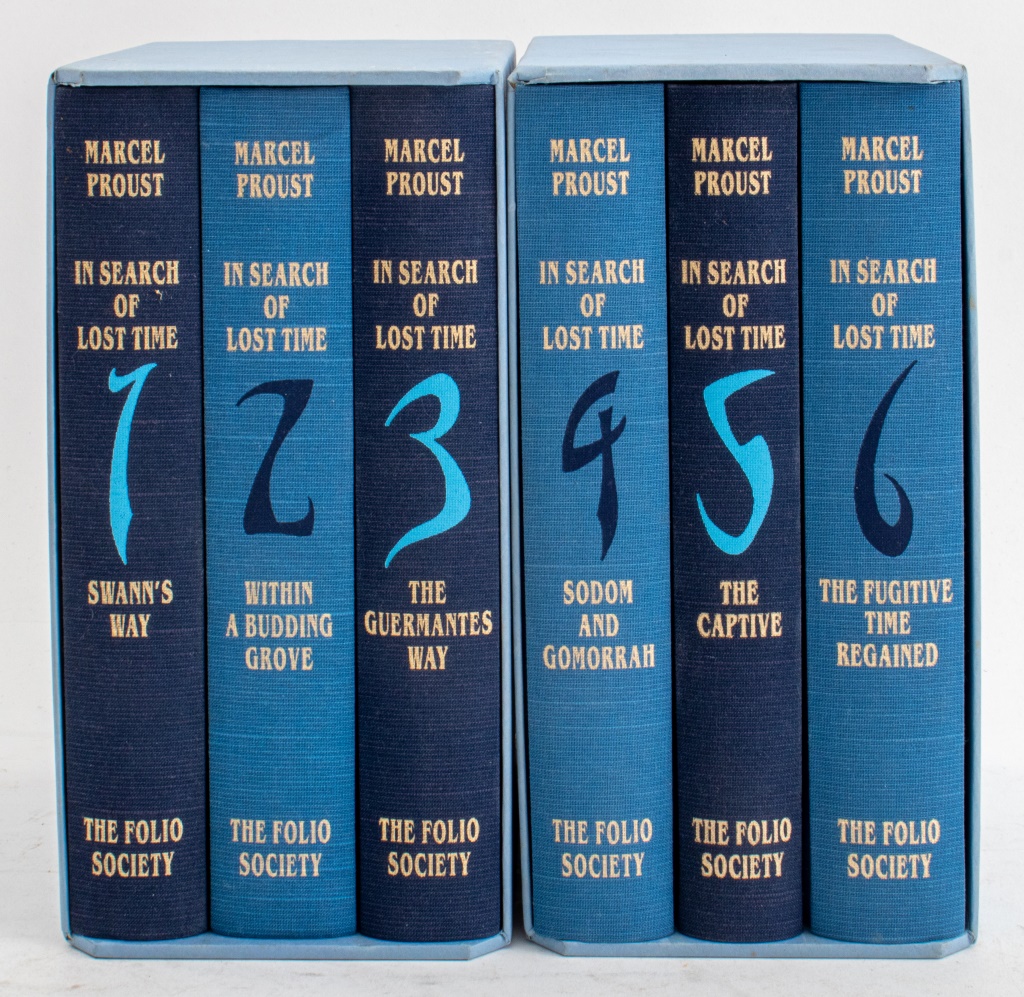 MARCEL
PROUST
IN SEARCH
OF
LOST TIME
1
SWANN'S
WAY
THE FOLIO
SOCIETY
MARCEL
PROUST
IN SEARCH
OF
LOST TIME
2
WITHIN
A BUDDING
GROVE
THE FOLIO
SOCIETY
MARCEL
PROUST
IN SEARCH
OF
LOST TIME
3
THE
GUERMANTES
WAY
THE FOLIO
SOCIETY
MARCEL
PROUST
IN SEARCH
OF
LOST TIME
4
SODOM
AND
GOMORRAH
THE FOLIO
SOCIETY
MARCEL
PROUST
IN SEARCH
OF
LOST TIME
5
THE
CAPTIVE
THE FOLIO
SOCIETY
MARCEL
PROUST
IN SEARCH
OF
LOST TIME
6
THE FUGITIVE
TIME
REGAINED
THE FOLIO
SOCIETY